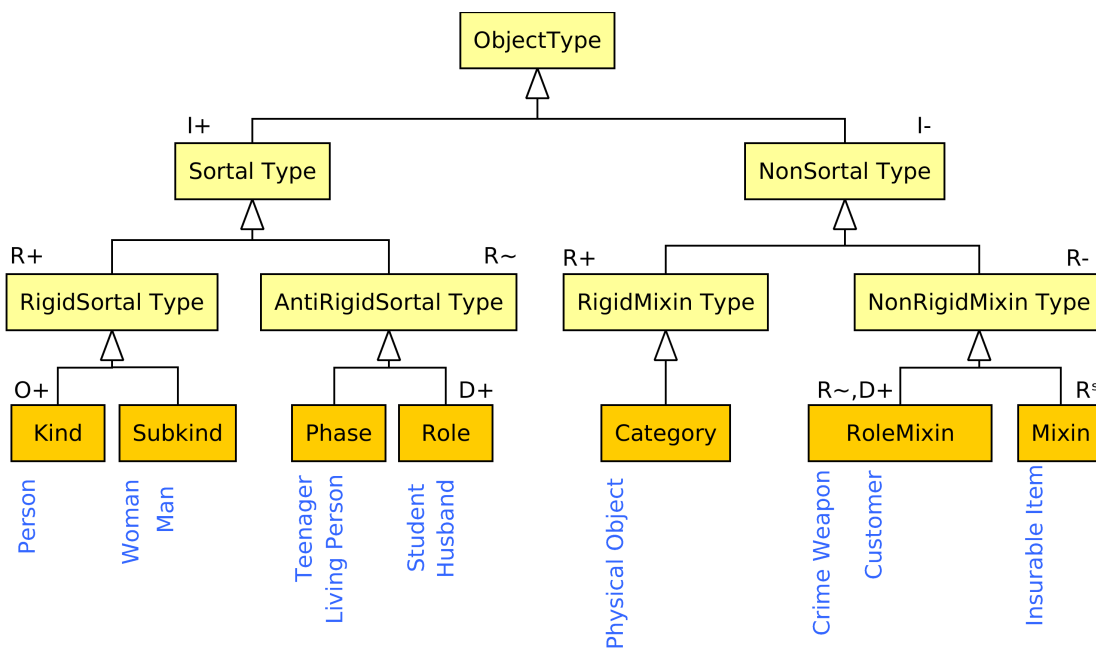 ObjectType
I+
I-
Sortal Type
NonSortal Type
R+
R~
R+
R-
RigidSortal Type
AntiRigidSortal Type
RigidMixin Type
NonRigidMixin Type
O+
D+
R~,D+
Kind
Subkind
Phase
Role
Category
RoleMixin
Mixin
Person
Woman
Man
Teenager
Living Person
Student
Husband
Physical Object
Crime Weapon
Customer
Insurable Item